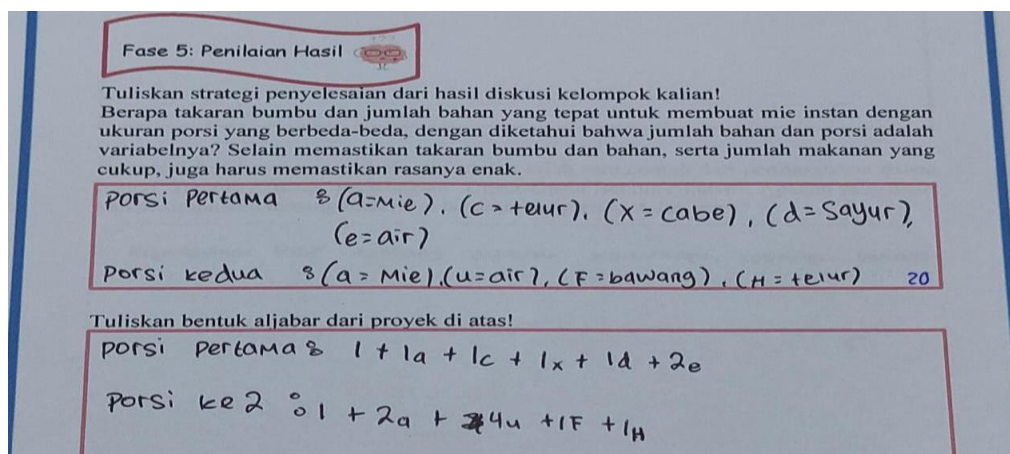 Fase 5: Penilaian Hasil
Tuliskan strategi penyelesaian dari hasil diskusi kelompok kalian!
Berapa takaran bumbu dan jumlah bahan yang tepat untuk membuat mie instan dengan
ukuran porsi yang berbeda-beda, dengan diketahui bahwa jumlah bahan dan porsi adalah
variabelnya? Selain memastikan takaran bumbu dan bahan, serta jumlah makanan yang
cukup, juga harus memastikan rasanya enak.
Porsi Pertama : (a=Mie), (c=telur), (x=cabe), (d=Sayur),
(e=air)
Porsi kedua : (a=Mie), (u=air), (F=bawang), (H=telur) 20
Tuliskan bentuk aljabar dari proyek di atas!
Porsi Pertama : 1 + 1a + 1c + 1x + 1d + 2e
Porsi ke 2 : 1 + 2a + 4u + 1F + 1H